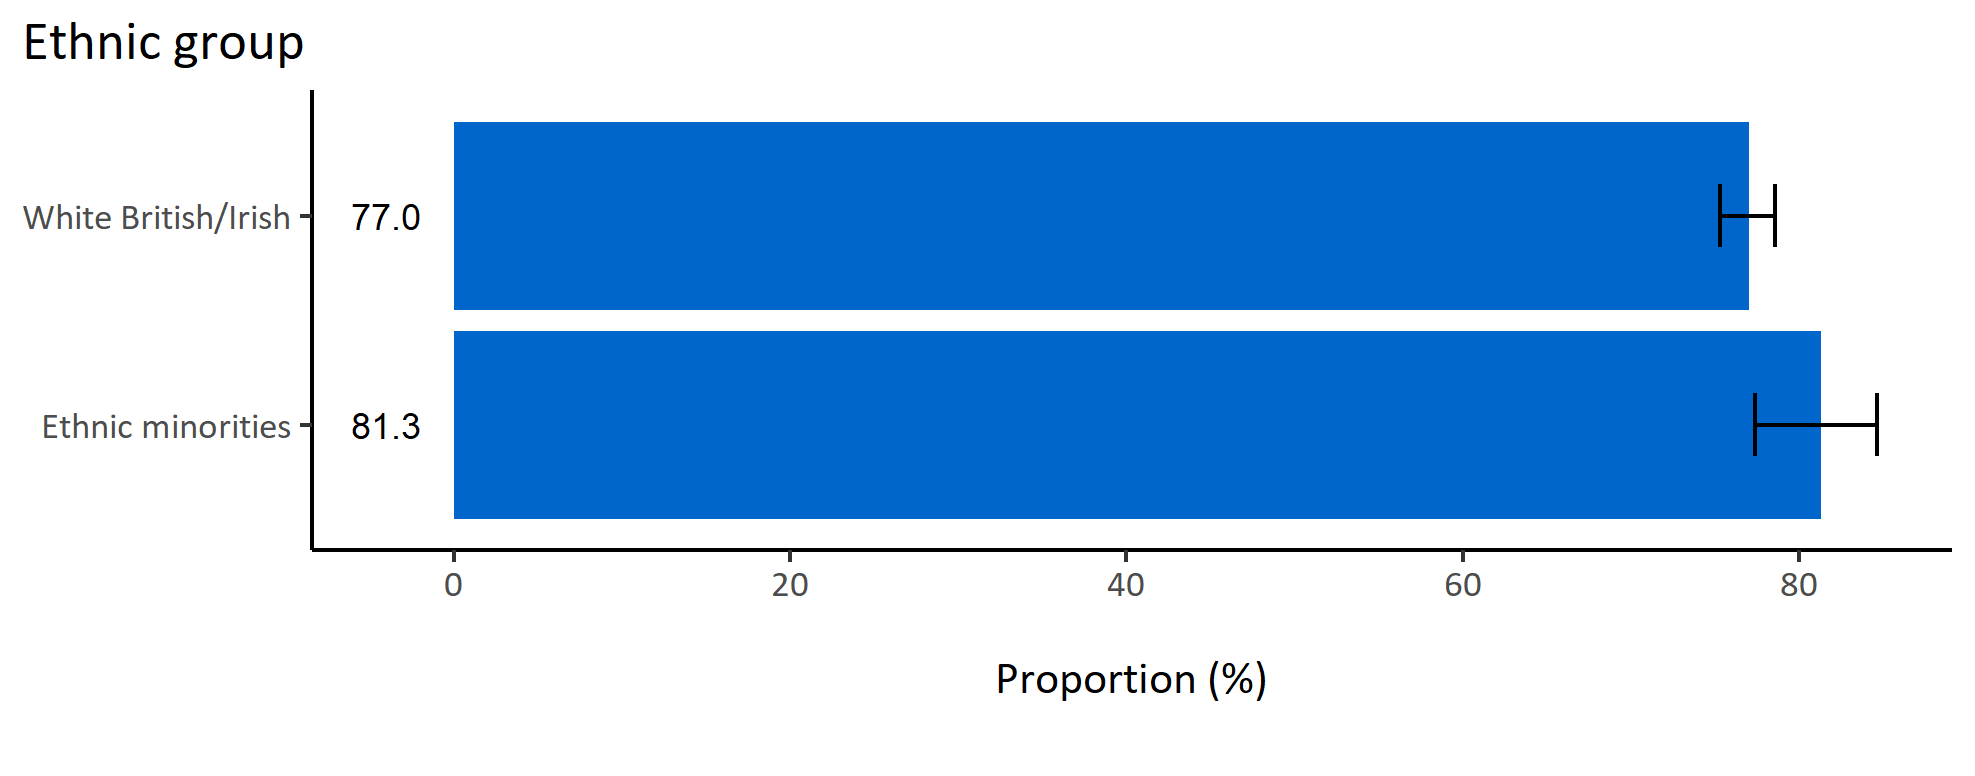 Ethnic group
White British/Irish 77.0
Ethnic minorities 81.3
0 20 40 60 80
Proportion (%)